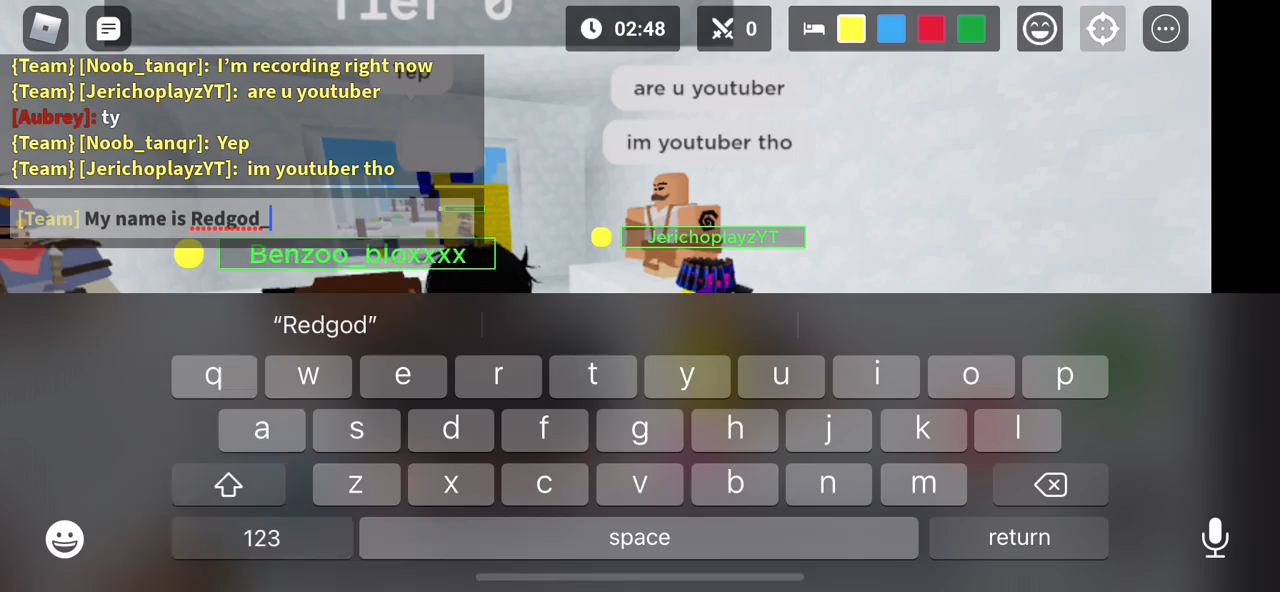 Tier 0
02:48
0
{Team} [Noob_tanqr]: I'm recording right now
{Team} [JerichoplayzYT]: are u youtuber
[Aubrey]: ty
{Team} [Noob_tanqr]: Yep
{Team} [JerichoplayzYT]: im youtuber tho
[Team] My name is Redgod_
Yep
are u youtuber
im youtuber tho
JerichoplayzYT
Benzoo_bloxxxx
“Redgod”
q w e r t y u i o p
a s d f g h j k l
z x c v b n m
123 space return